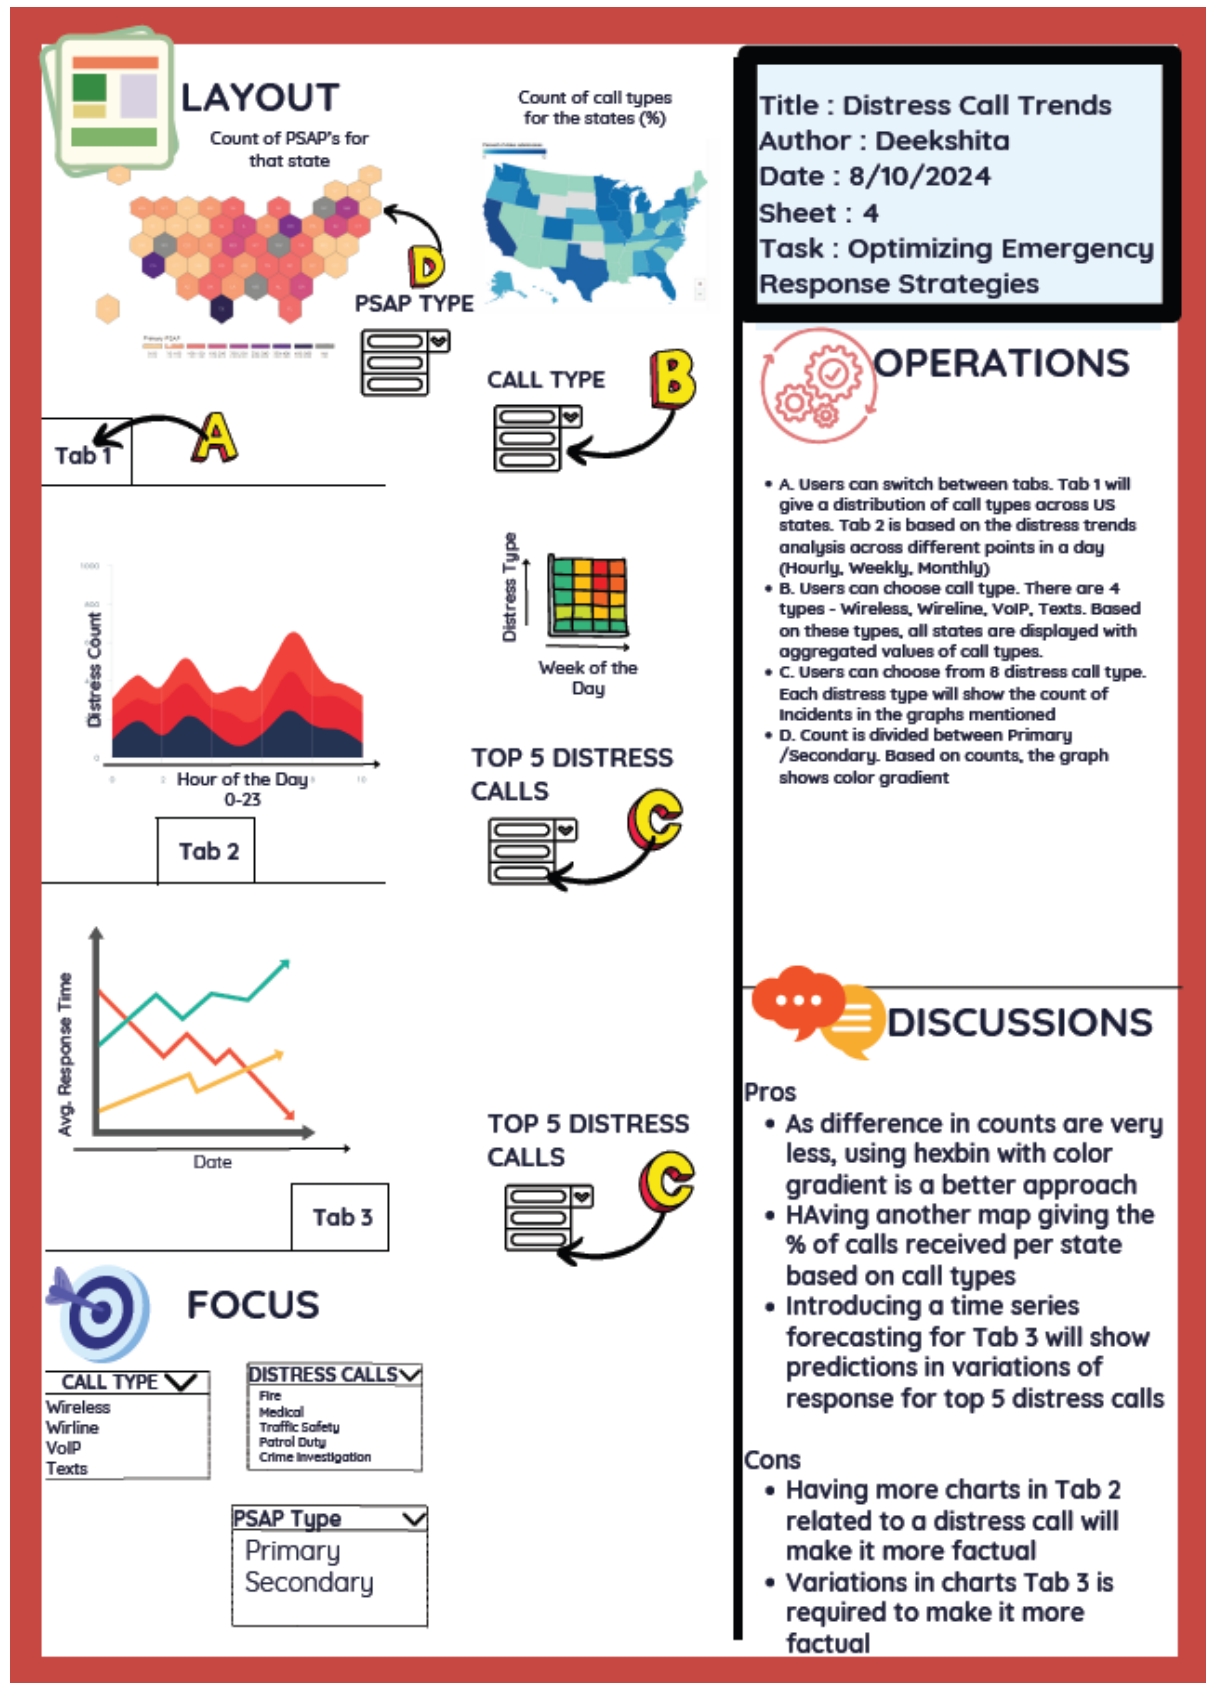 LAYOUT
Count of PSAP's for
that state
Count of call types
for the states (%)
D
PSAP TYPE
Primary PSAP
CALL TYPE
B
Tab 1
A
1000
800
0
Distress Count
0
2
8
10
Hour of the Day
0-23
Distress Type
Week of the
Day
TOP 5 DISTRESS
CALLS
C
Tab 2
Avg. Response Time
Date
TOP 5 DISTRESS
CALLS
C
Tab 3
FOCUS
CALL TYPE
Wireless
Wirline
VoIP
Texts
DISTRESS CALLS
Fire
Medical
Traffic Safety
Patrol Duty
Crime Investigation
PSAP Type
Primary
Secondary
Title : Distress Call Trends
Author : Deekshita
Date : 8/10/2024
Sheet : 4
Task : Optimizing Emergency
Response Strategies
OPERATIONS
• A. Users can switch between tabs. Tab 1 will
give a distribution of call types across US
states. Tab 2 is based on the distress trends
analysis across different points in a day
(Hourly, Weekly, Monthly)
• B. Users can choose call type. There are 4
types - Wireless, Wireline, VoIP, Texts. Based
on these types, all states are displayed with
aggregated values of call types.
• C. Users can choose from 8 distress call type.
Each distress type will show the count of
Incidents in the graphs mentioned
• D. Count is divided between Primary
/Secondary. Based on counts, the graph
shows color gradient
DISCUSSIONS
Pros
• As difference in counts are very
less, using hexbin with color
gradient is a better approach
• HAving another map giving the
% of calls received per state
based on call types
• Introducing a time series
forecasting for Tab 3 will show
predictions in variations of
response for top 5 distress calls
Cons
• Having more charts in Tab 2
related to a distress call will
make it more factual
• Variations in charts Tab 3 is
required to make it more
factual